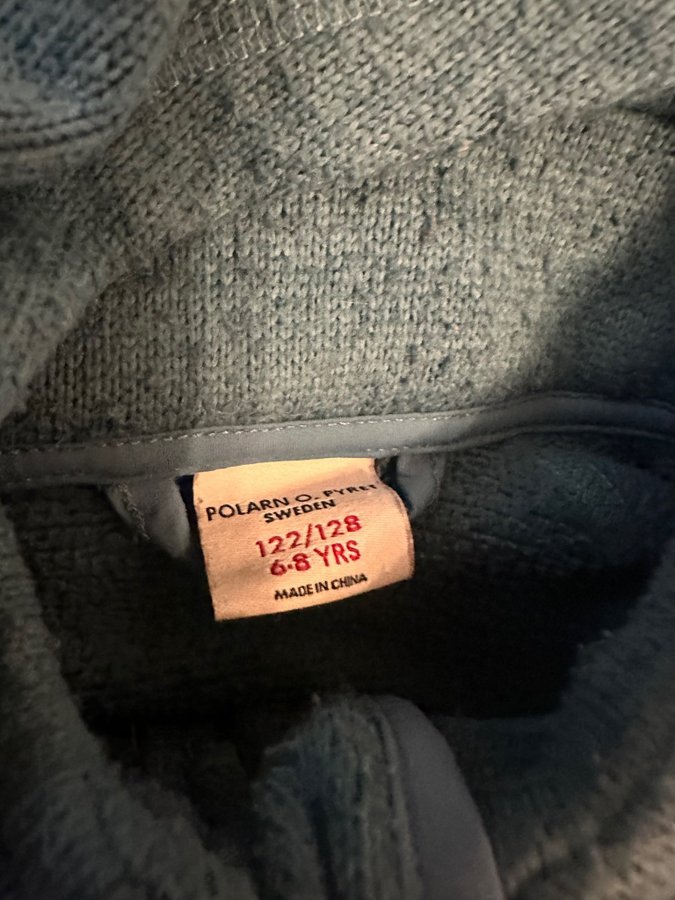 POLARN O. PYRET
SWEDEN
122/128
6-8 YRS
MADE IN CHINA